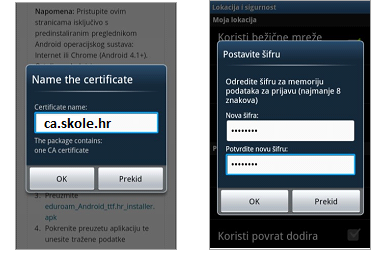 Napomena: Pristupite ovim
stranicama isključivo s
predinstaliranim preglednikom
Android operacijskog sustava:
Internet ili Chrome (Android 4.1+).
Name the certificate
Certificate name:
ca.skole.hr
The package contains:
one CA certificate
OK
Prekid
3. Preuzmite
eduroam_Android_ttf.hr_installer.
apk
4. Pokrenite preuzetu aplikaciju te
unesite tražene podatke
Lokacija i sigurnost
Moja lokacija
Koristi bežične mreže
Postavite šifru
Odredite šifru za memoriju
podataka za prijavu (najmanje 8
znakova)
Nova šifra:
••••••••
Potvrdite novu šifru:
••••••••
OK
Prekid
Koristi povrat dodira